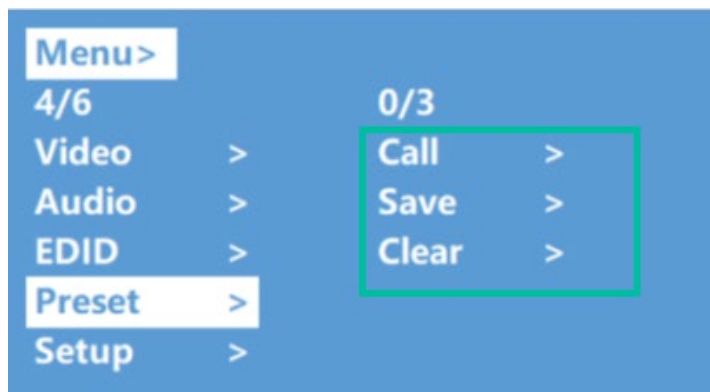 Menu>
4/6 0/3
Video > Call >
Audio > Save >
EDID > Clear >
Preset >
Setup >